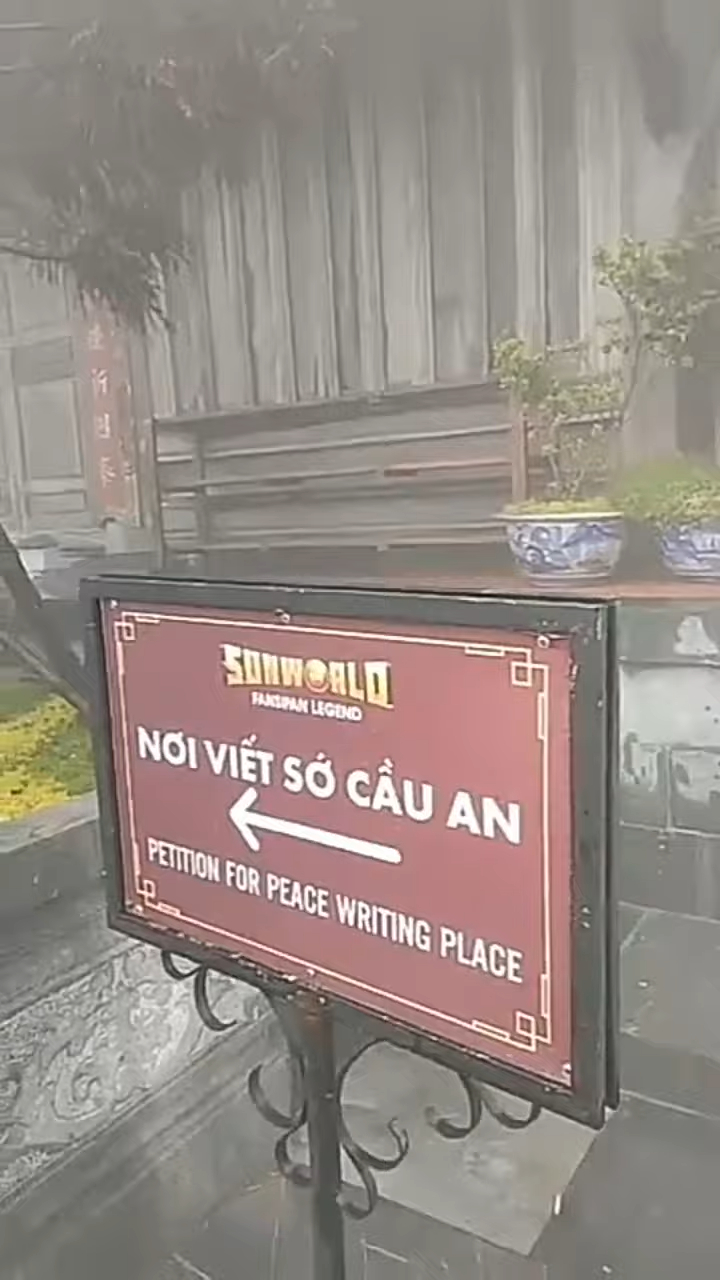 SUNWORLD
FANSIPAN LEGEND
NƠI VIẾT SỚ CẦU AN
PETITION FOR PEACE WRITING PLACE